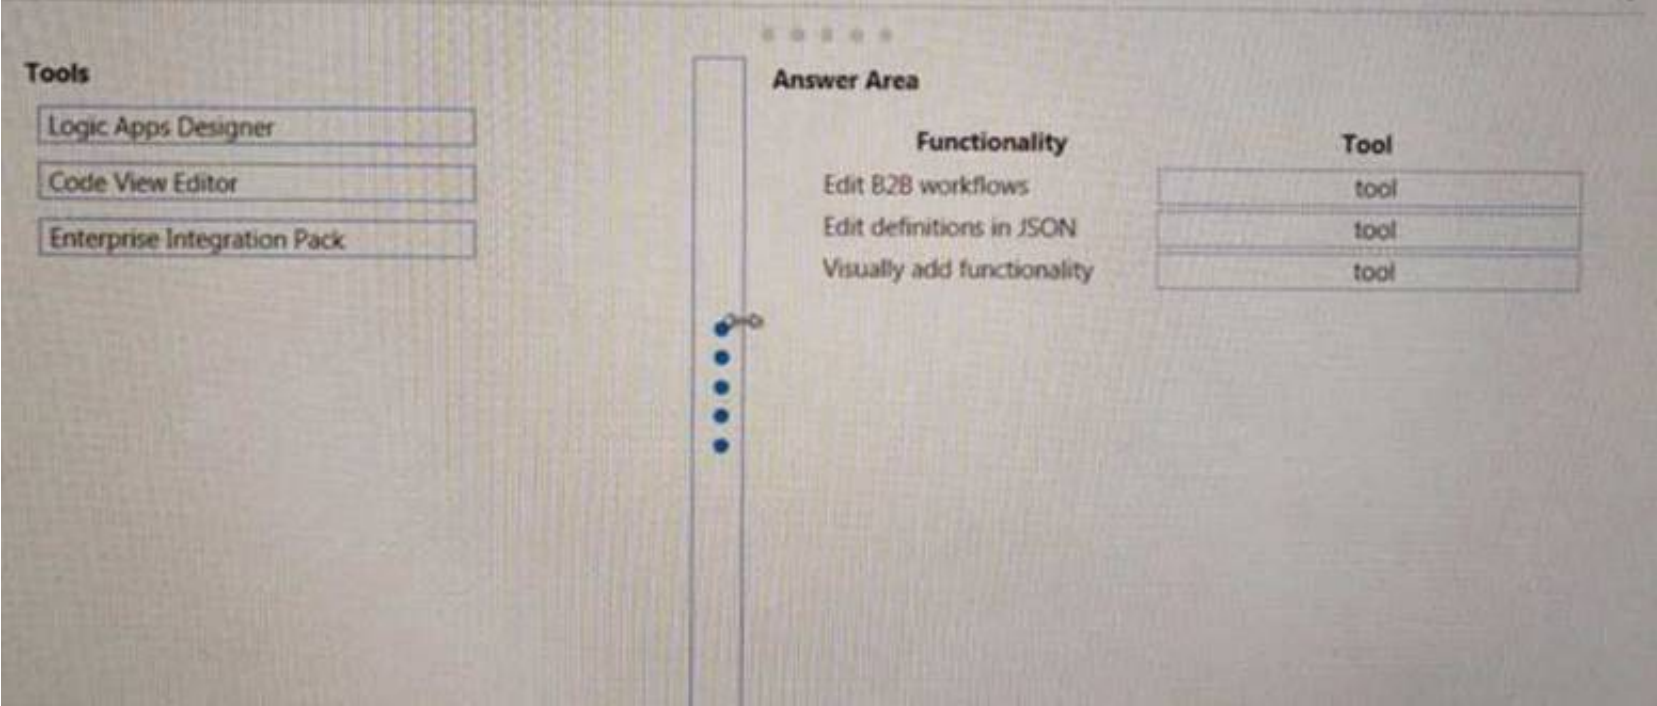 Tools
Logic Apps Designer
Code View Editor
Enterprise Integration Pack
Answer Area
Functionality Tool
Edit B2B workflows tool
Edit definitions in JSON tool
Visually add functionality tool